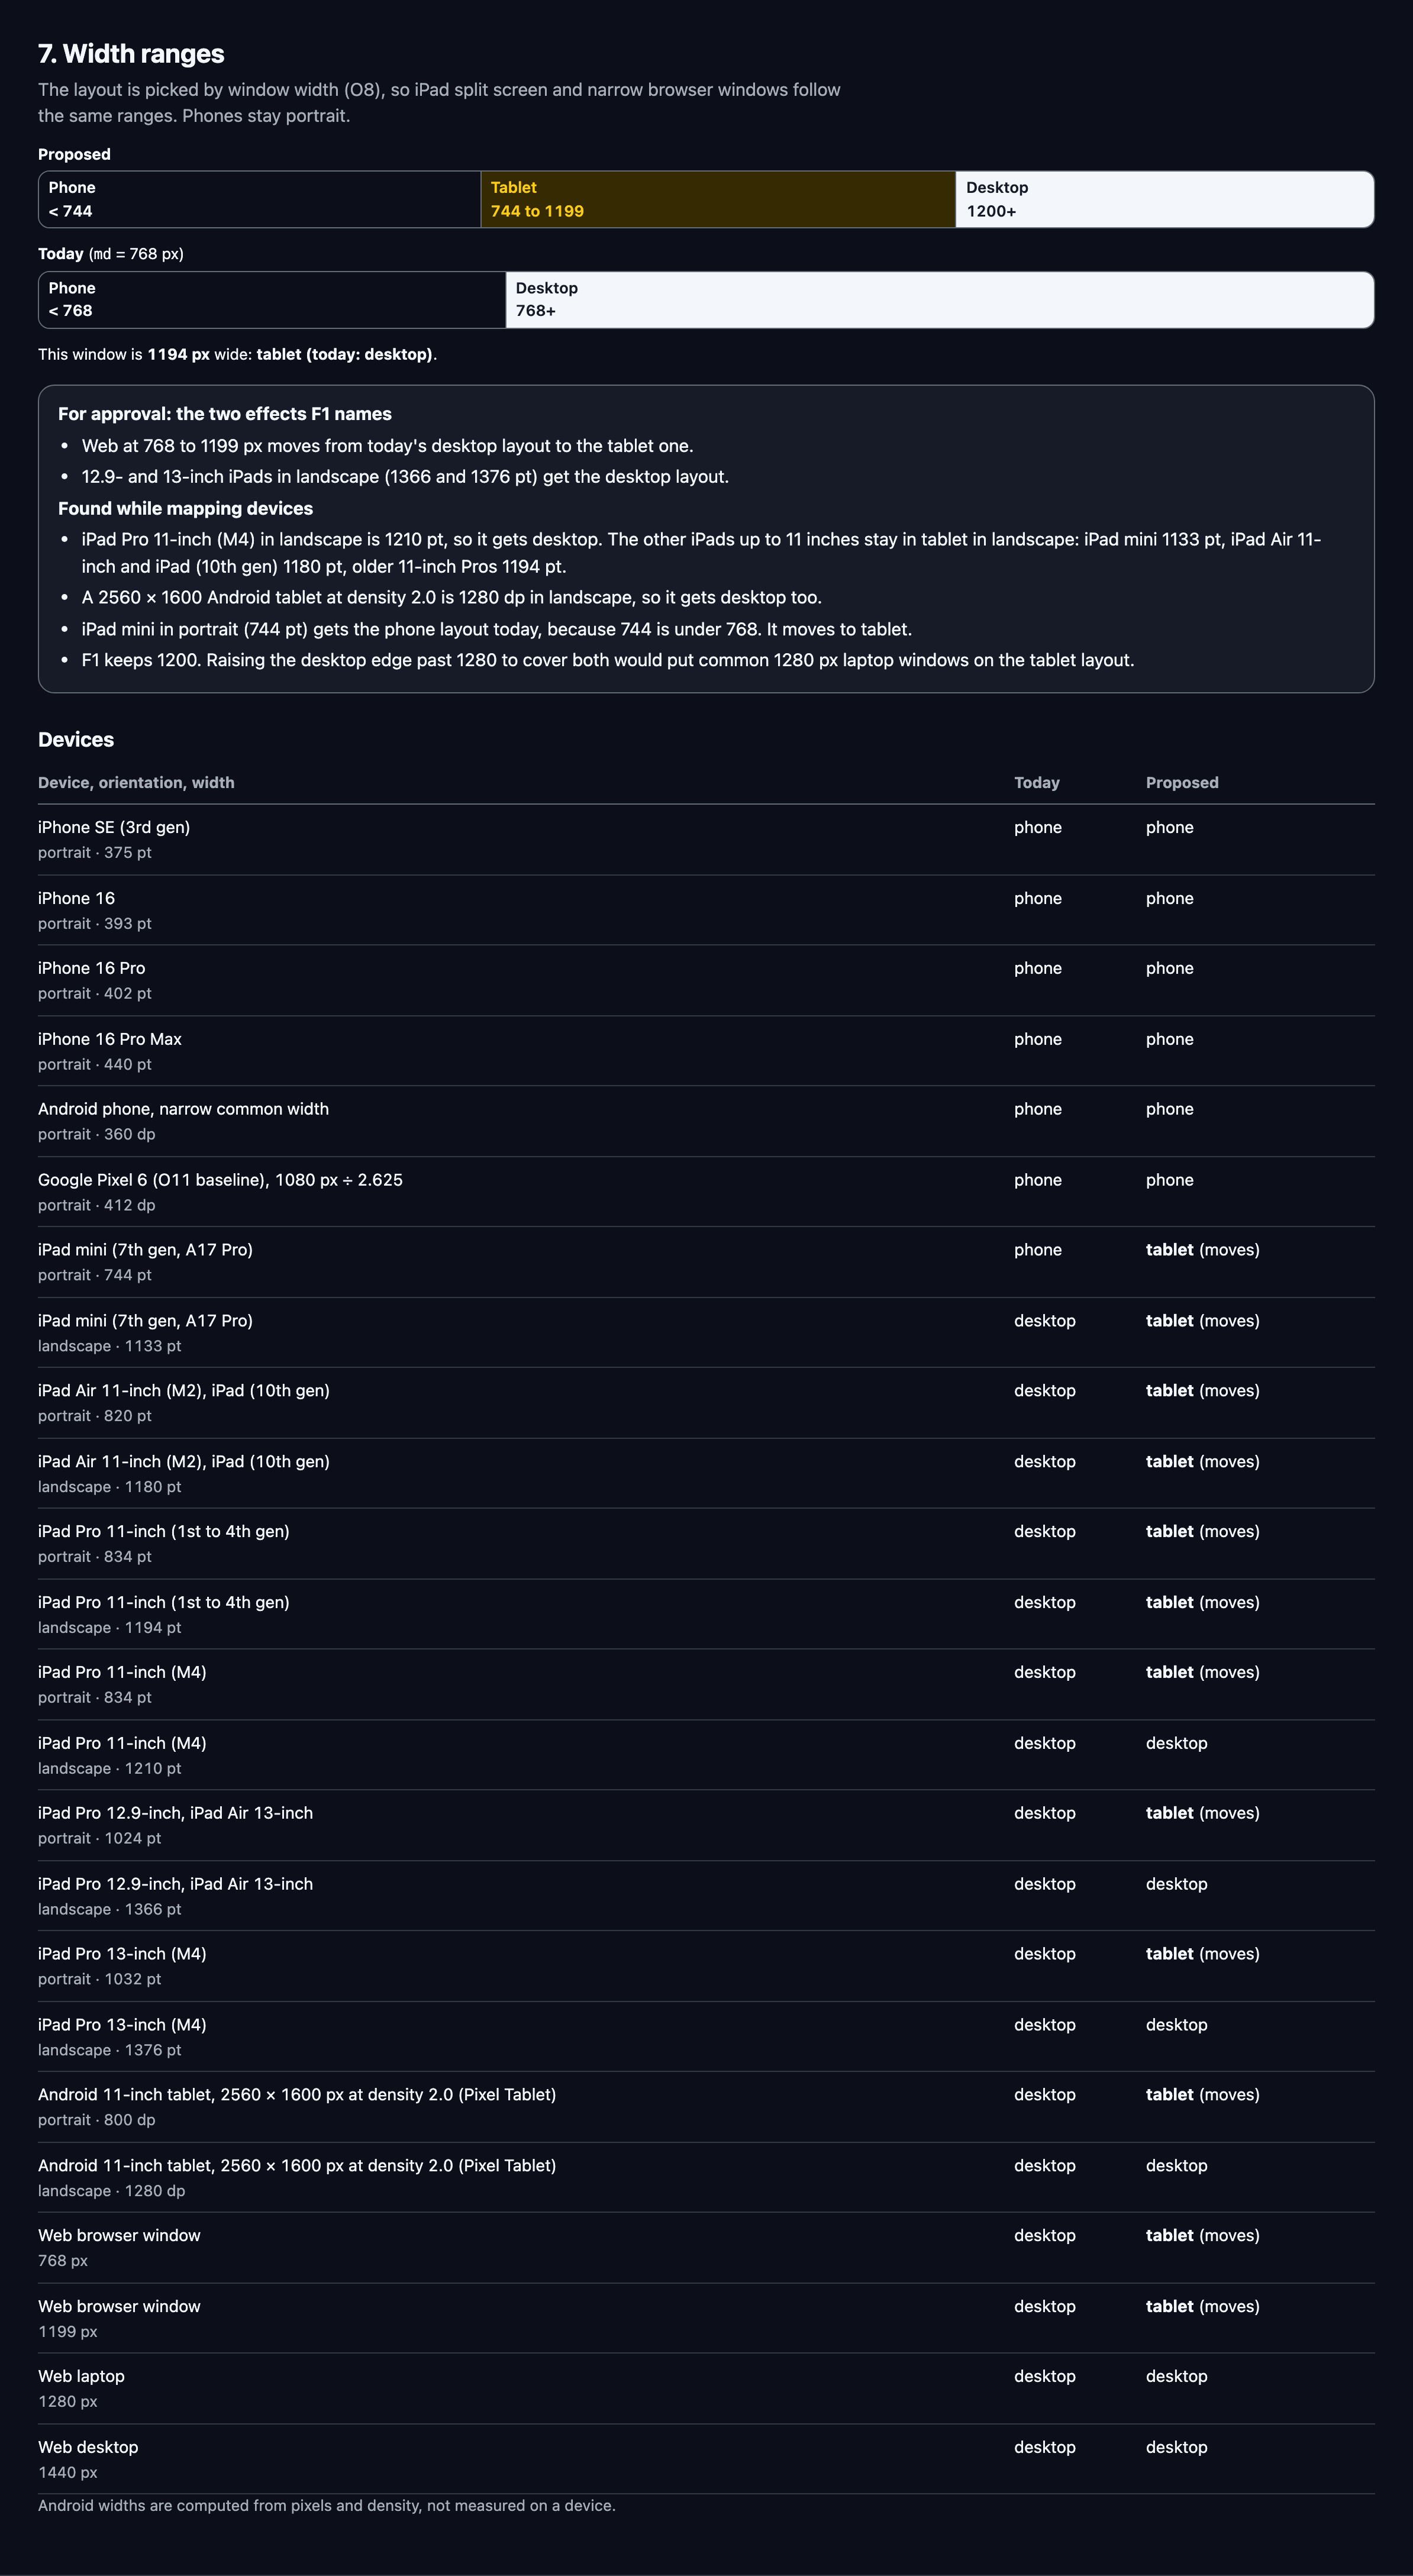 7. Width ranges
The layout is picked by window width (O8), so iPad split screen and narrow browser windows follow
the same ranges. Phones stay portrait.
Proposed
Phone
< 744
Tablet
744 to 1199
Desktop
1200+
Today (md = 768 px)
Phone
< 768
Desktop
768+
This window is 1194 px wide: tablet (today: desktop).
For approval: the two effects F1 names
• Web at 768 to 1199 px moves from today's desktop layout to the tablet one.
• 12.9- and 13-inch iPads in landscape (1366 and 1376 pt) get the desktop layout.
Found while mapping devices
• iPad Pro 11-inch (M4) in landscape is 1210 pt, so it gets desktop. The other iPads up to 11 inches stay in tablet in landscape: iPad mini 1133 pt, iPad Air 11-
inch and iPad (10th gen) 1180 pt, older 11-inch Pros 1194 pt.
• A 2560 × 1600 Android tablet at density 2.0 is 1280 dp in landscape, so it gets desktop too.
• iPad mini in portrait (744 pt) gets the phone layout today, because 744 is under 768. It moves to tablet.
• F1 keeps 1200. Raising the desktop edge past 1280 to cover both would put common 1280 px laptop windows on the tablet layout.
Devices
Device, orientation, width Today Proposed
iPhone SE (3rd gen) phone phone
portrait · 375 pt
iPhone 16 phone phone
portrait · 393 pt
iPhone 16 Pro phone phone
portrait · 402 pt
iPhone 16 Pro Max phone phone
portrait · 440 pt
Android phone, narrow common width phone phone
portrait · 360 dp
Google Pixel 6 (O11 baseline), 1080 px ÷ 2.625 phone phone
portrait · 412 dp
iPad mini (7th gen, A17 Pro) phone tablet (moves)
portrait · 744 pt
iPad mini (7th gen, A17 Pro) desktop tablet (moves)
landscape · 1133 pt
iPad Air 11-inch (M2), iPad (10th gen) desktop tablet (moves)
portrait · 820 pt
iPad Air 11-inch (M2), iPad (10th gen) desktop tablet (moves)
landscape · 1180 pt
iPad Pro 11-inch (1st to 4th gen) desktop tablet (moves)
portrait · 834 pt
iPad Pro 11-inch (1st to 4th gen) desktop tablet (moves)
landscape · 1194 pt
iPad Pro 11-inch (M4) desktop tablet (moves)
portrait · 834 pt
iPad Pro 11-inch (M4) desktop desktop
landscape · 1210 pt
iPad Pro 12.9-inch, iPad Air 13-inch desktop tablet (moves)
portrait · 1024 pt
iPad Pro 12.9-inch, iPad Air 13-inch desktop desktop
landscape · 1366 pt
iPad Pro 13-inch (M4) desktop tablet (moves)
portrait · 1032 pt
iPad Pro 13-inch (M4) desktop desktop
landscape · 1376 pt
Android 11-inch tablet, 2560 × 1600 px at density 2.0 (Pixel Tablet) desktop tablet (moves)
portrait · 800 dp
Android 11-inch tablet, 2560 × 1600 px at density 2.0 (Pixel Tablet) desktop desktop
landscape · 1280 dp
Web browser window desktop tablet (moves)
768 px
Web browser window desktop tablet (moves)
1199 px
Web laptop desktop desktop
1280 px
Web desktop desktop desktop
1440 px
Android widths are computed from pixels and density, not measured on a device.